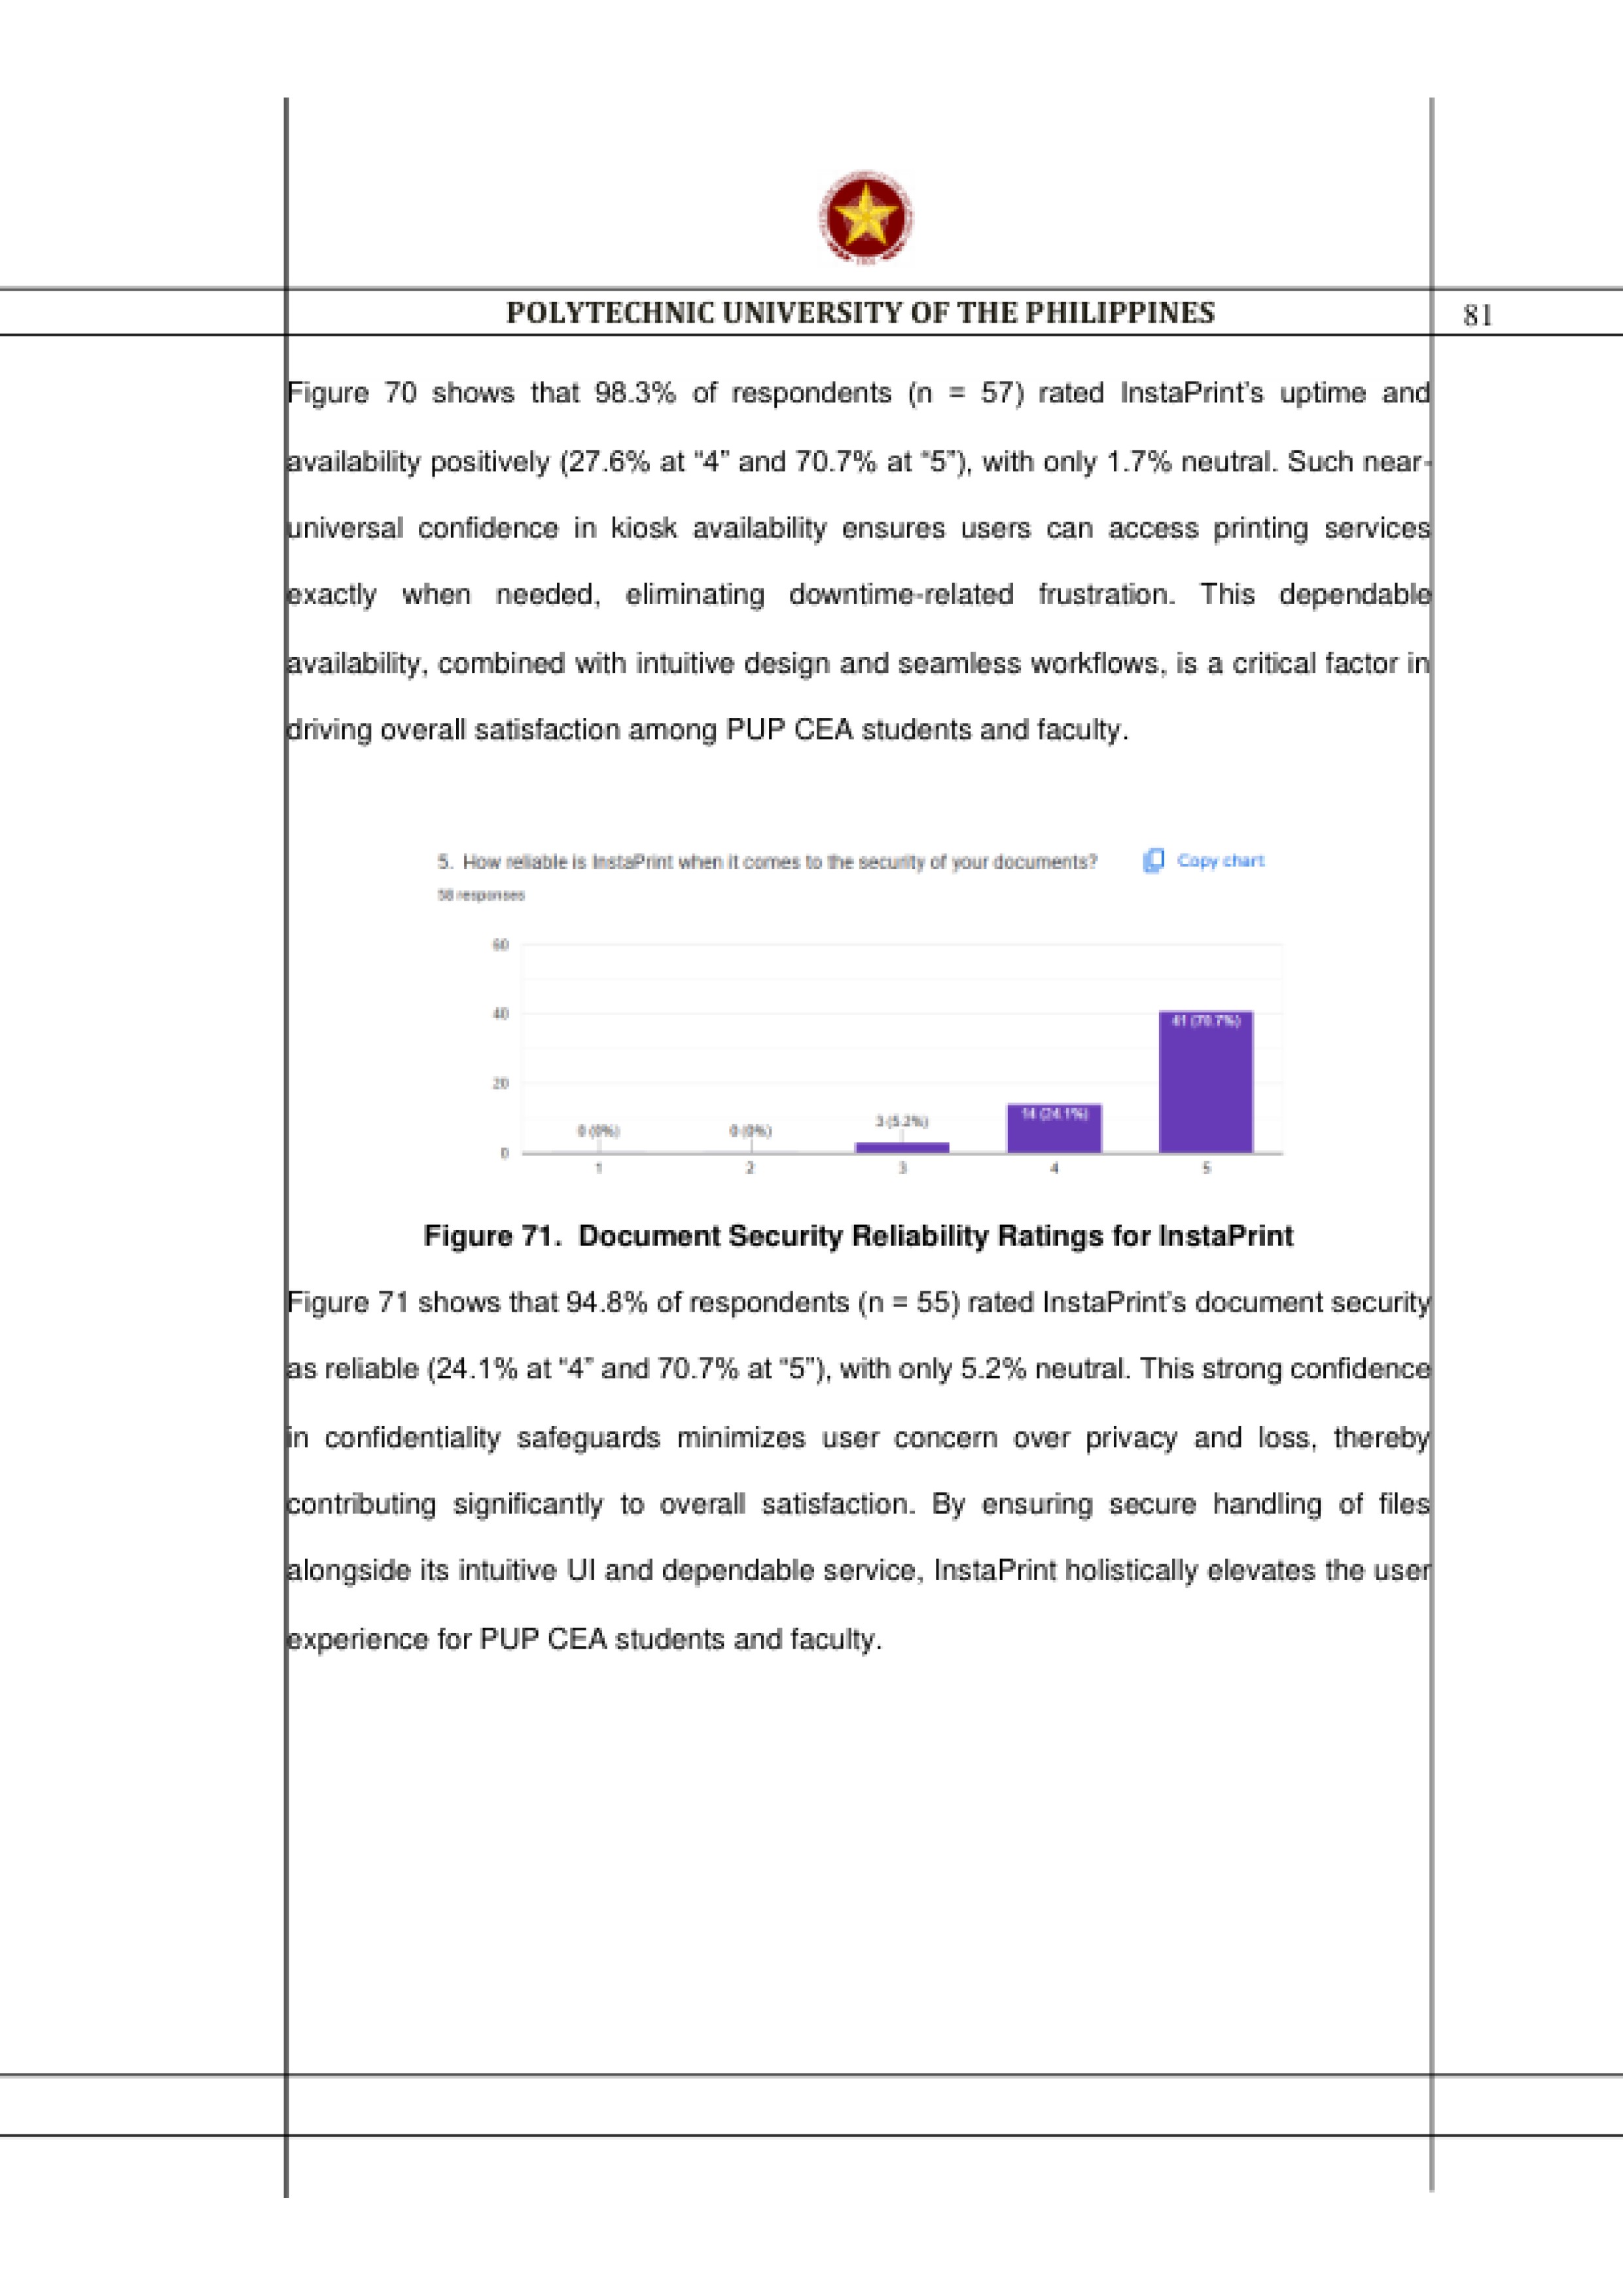 POLYTECHNIC UNIVERSITY OF THE PHILIPPINES
81
Figure 70 shows that 98.3% of respondents (n = 57) rated InstaPrint’s uptime and
availability positively (27.6% at “4” and 70.7% at “5”), with only 1.7% neutral. Such near-
universal confidence in kiosk availability ensures users can access printing services
exactly when needed, eliminating downtime-related frustration. This dependable
availability, combined with intuitive design and seamless workflows, is a critical factor in
driving overall satisfaction among PUP CEA students and faculty.
5. How reliable is InstaPrint when it comes to the security of your documents?
Copy chart
58 responses
60
40
20
0
0 (0%)
0 (0%)
3 (5.2%)
14 (24.1%)
41 (70.7%)
1
2
3
4
5
Figure 71. Document Security Reliability Ratings for InstaPrint
Figure 71 shows that 94.8% of respondents (n = 55) rated InstaPrint’s document security
as reliable (24.1% at “4” and 70.7% at “5”), with only 5.2% neutral. This strong confidence
in confidentiality safeguards minimizes user concern over privacy and loss, thereby
contributing significantly to overall satisfaction. By ensuring secure handling of files
alongside its intuitive UI and dependable service, InstaPrint holistically elevates the user
experience for PUP CEA students and faculty.